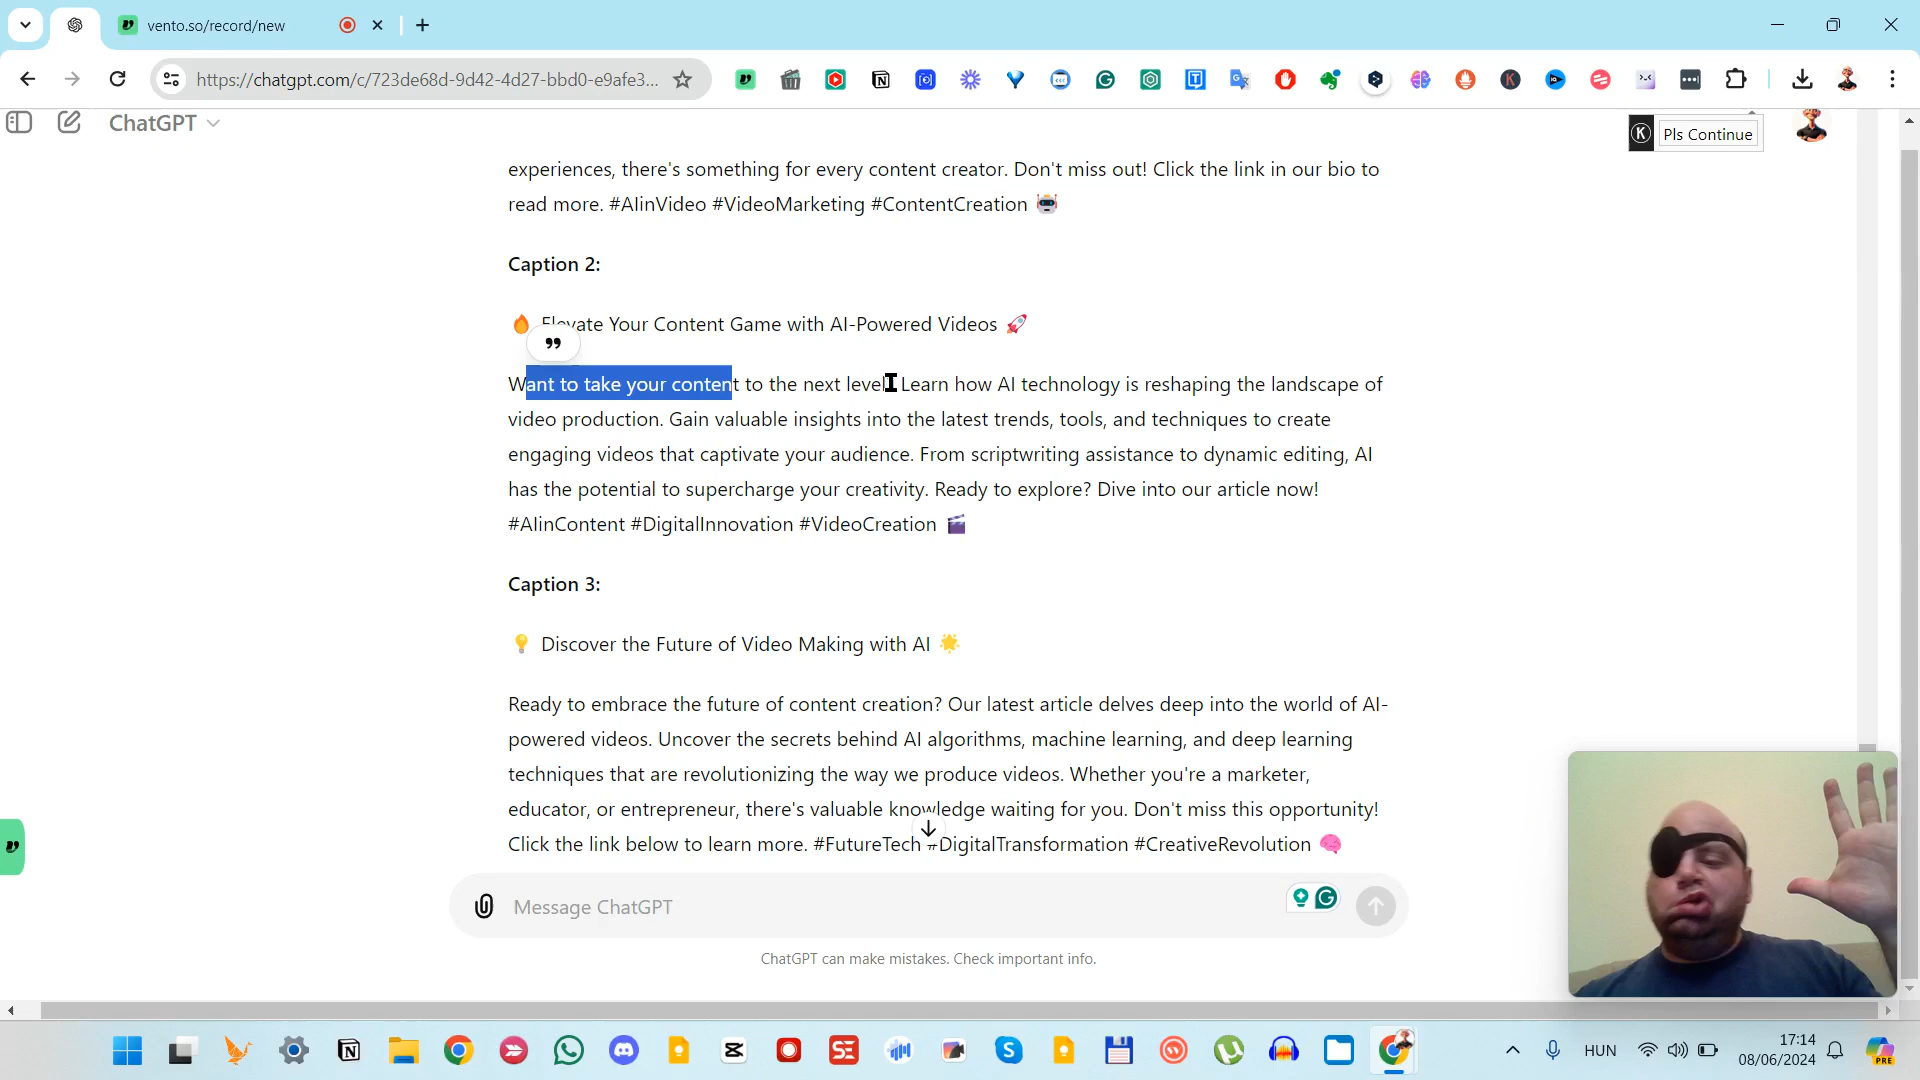 vento.so/record/new
https://chatgpt.com/c/723de68d-9d42-4d27-bbd0-e9afe3...
ChatGPT
Pls Continue
experiences, there's something for every content creator. Don't miss out! Click the link in our bio to
read more. #AIinVideo #VideoMarketing #ContentCreation 🤖
Caption 2:
🔥 Elevate Your Content Game with AI-Powered Videos 🚀
Want to take your content to the next level Learn how AI technology is reshaping the landscape of
video production. Gain valuable insights into the latest trends, tools, and techniques to create
engaging videos that captivate your audience. From scriptwriting assistance to dynamic editing, AI
has the potential to supercharge your creativity. Ready to explore? Dive into our article now!
#AIinContent #DigitalInnovation #VideoCreation 🎬
Caption 3:
💡 Discover the Future of Video Making with AI 🌟
Ready to embrace the future of content creation? Our latest article delves deep into the world of AI-
powered videos. Uncover the secrets behind AI algorithms, machine learning, and deep learning
techniques that are revolutionizing the way we produce videos. Whether you're a marketer,
educator, or entrepreneur, there's valuable knowledge waiting for you. Don't miss this opportunity!
Click the link below to learn more. #FutureTech #DigitalTransformation #CreativeRevolution 🧠
Message ChatGPT
ChatGPT can make mistakes. Check important info.
HUN
17:14
08/06/2024
PRE